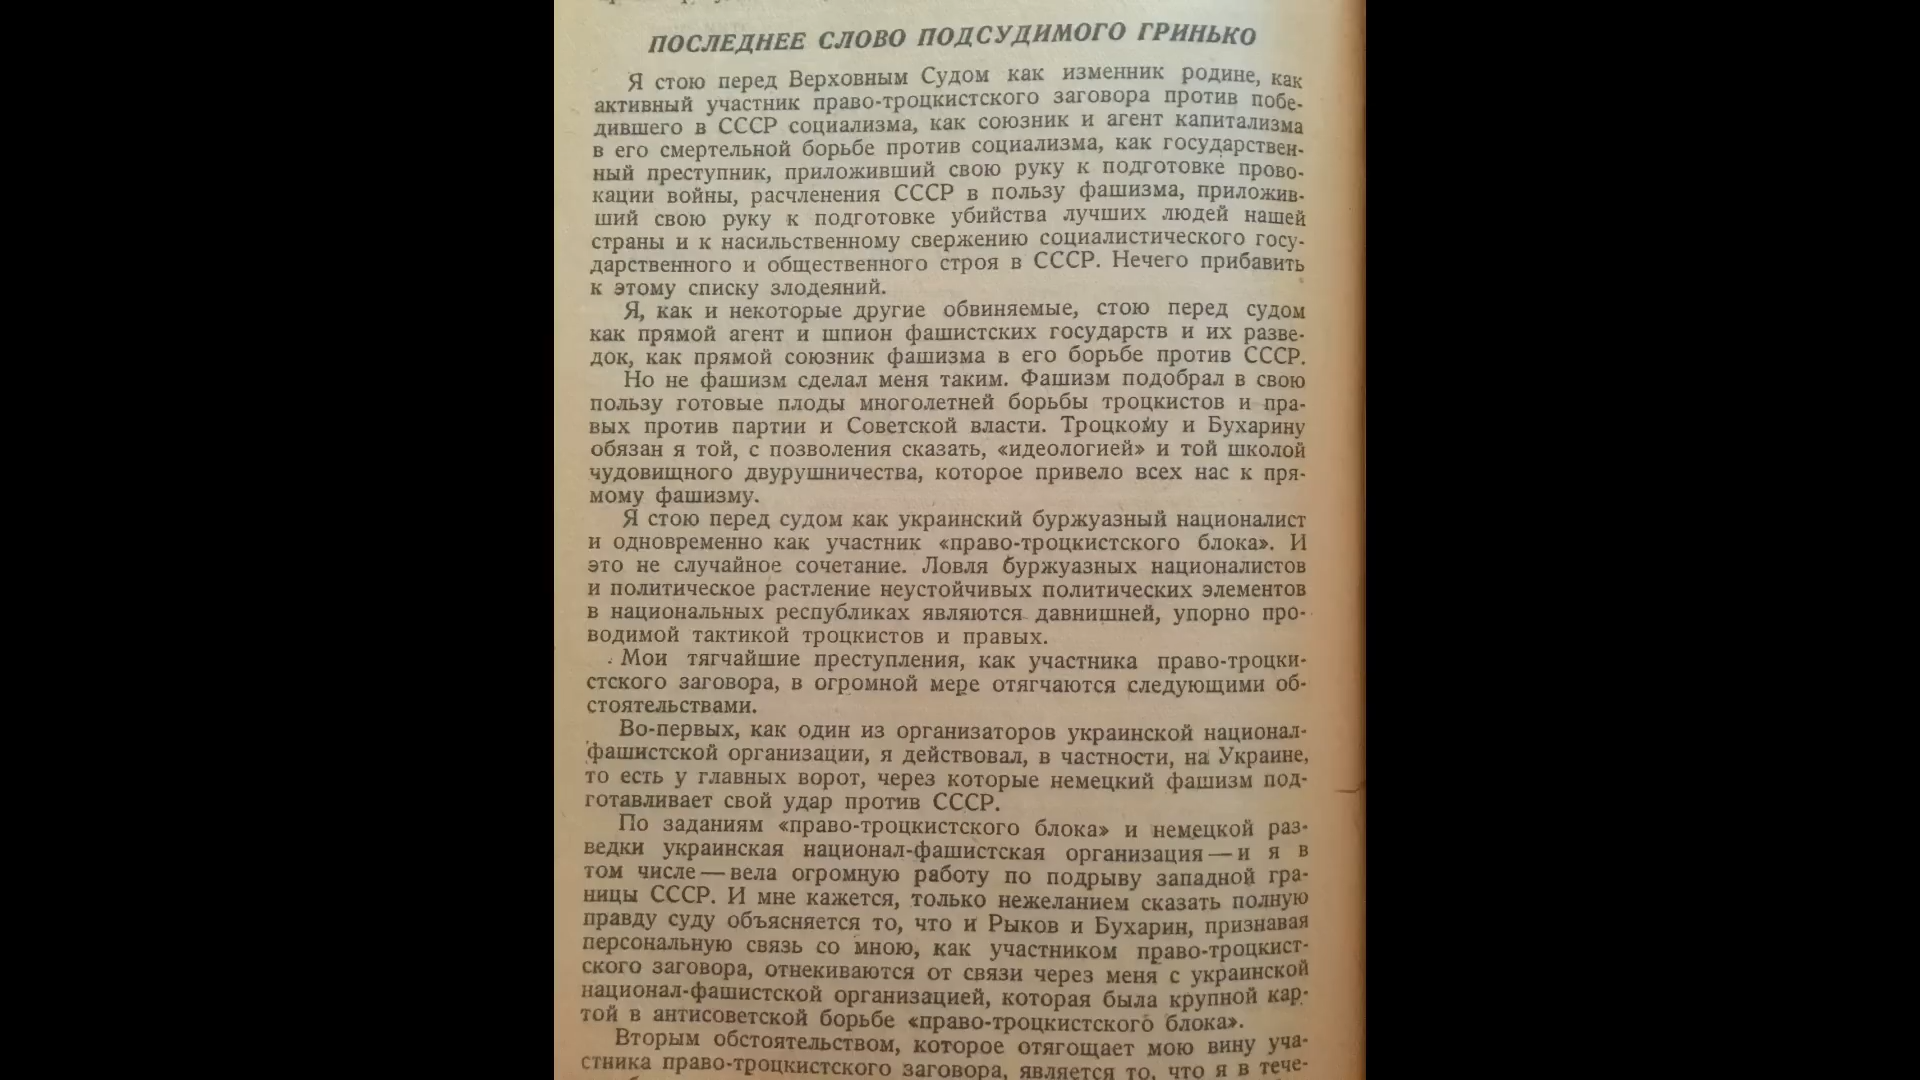 ПОСЛЕДНЕЕ СЛОВО ПОДСУДИМОГО ГРИНЬКО
Я стою перед Верховным Судом как изменник родине, как
активный участник право-троцкистского заговора против побе-
дившего в СССР социализма, как союзник и агент капитализма
в его смертельной борьбе против социализма, как государствен-
ный преступник, приложивший свою руку к подготовке прово-
кации войны, расчленения СССР в пользу фашизма, приложив-
ший свою руку к подготовке убийства лучших людей нашей
страны и к насильственному свержению социалистического госу-
дарственного и общественного строя в СССР. Нечего прибавить
к этому списку злодеяний.
Я, как и некоторые другие обвиняемые, стою перед судом
как прямой агент и шпион фашистских государств и их разве-
док, как прямой союзник фашизма в его борьбе против СССР.
Но не фашизм сделал меня таким. Фашизм подобрал в свою
пользу готовые плоды многолетней борьбы троцкистов и пра-
вых против партии и Советской власти. Троцкому и Бухарину
обязан я той, с позволения сказать, «идеологией» и той школой
чудовищного двурушничества, которое привело всех нас к пря-
мому фашизму.
Я стою перед судом как украинский буржуазный националист
и одновременно как участник «право-троцкистского блока». И
это не случайное сочетание. Ловля буржуазных националистов
и политическое растление неустойчивых политических элементов
в национальных республиках являются давнишней, упорно про-
водимой тактикой троцкистов и правых.
Мои тягчайшие преступления, как участника право-троцки-
стского заговора, в огромной мере отягчаются следующими об-
стоятельствами.
Во-первых, как один из организаторов украинской национал-
фашистской организации, я действовал, в частности, на Украине,
то есть у главных ворот, через которые немецкий фашизм под-
готавливает свой удар против СССР.
По заданиям «право-троцкистского блока» и немецкой раз-
ведки украинская национал-фашистская организация — и я в
том числе — вела огромную работу по подрыву западной гра-
ницы СССР. И мне кажется, только нежеланием сказать полную
правду суду объясняется то, что и Рыков и Бухарин, признавая
персональную связь со мною, как участником право-троцкист-
ского заговора, отнекиваются от связи через меня с украинской
национал-фашистской организацией, которая была крупной кар-
той в антисоветской борьбе «право-троцкистского блока».
Вторым обстоятельством, которое отягощает мою вину уча-
стника право-троцкистского заговора, является то, что я в тече-